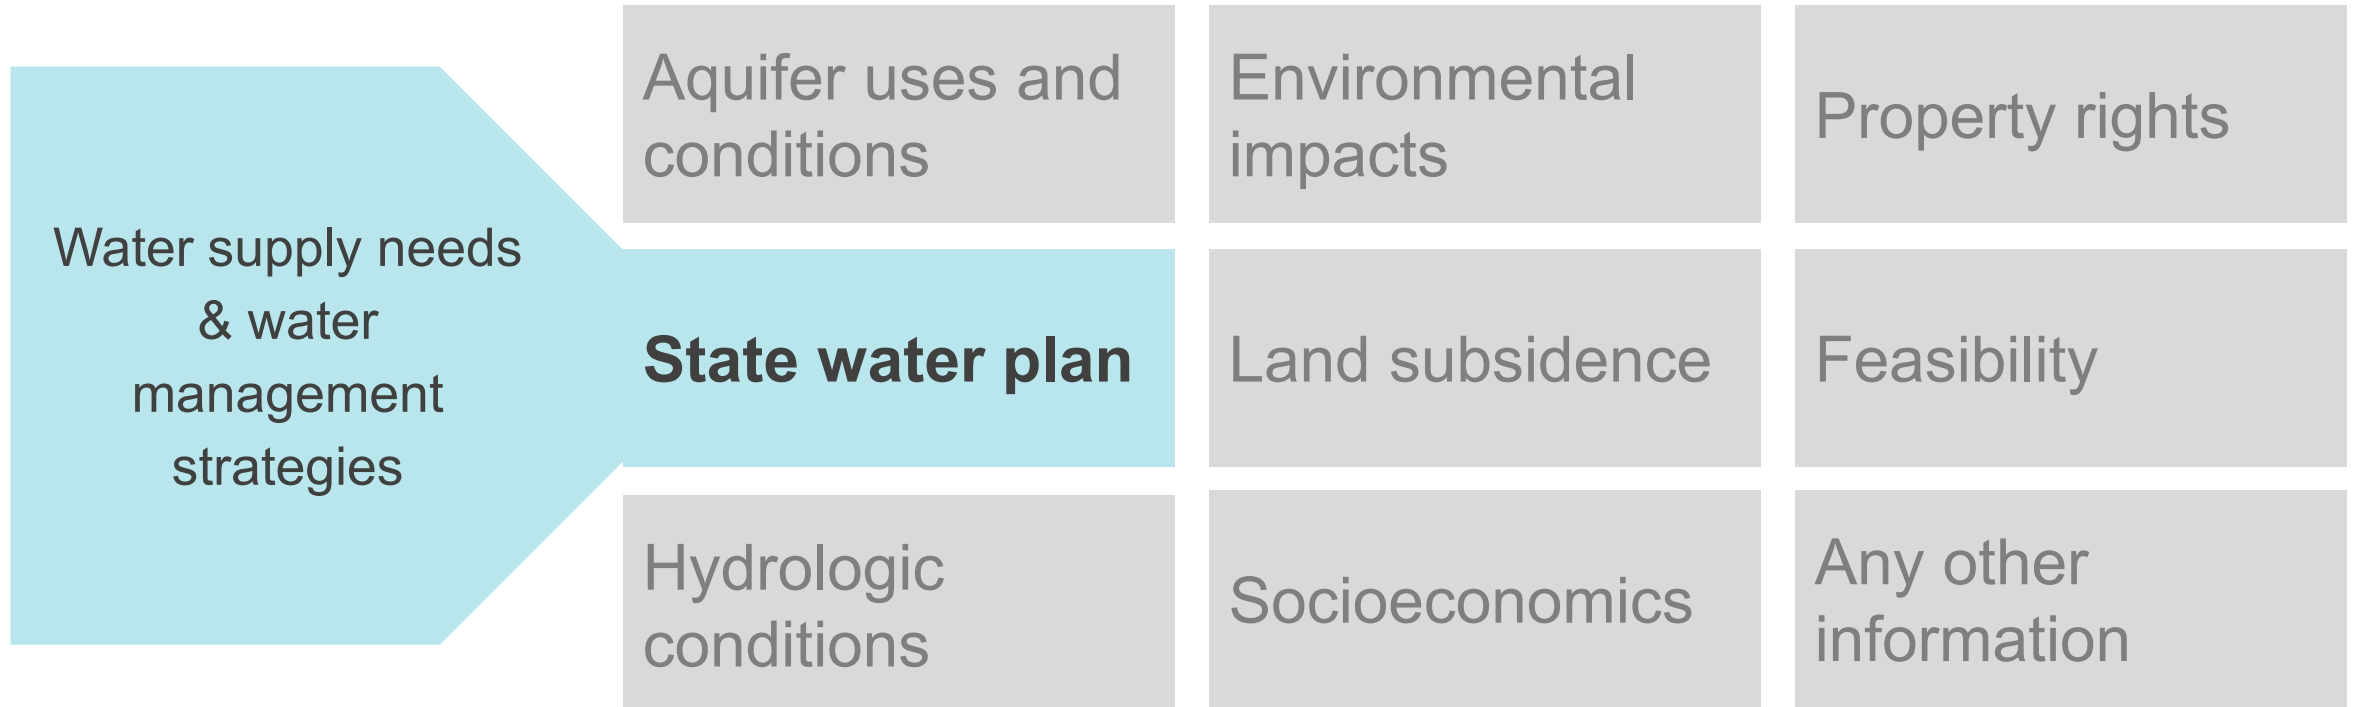 Water supply needs
& water
management
strategies
Aquifer uses and
conditions
Environmental
impacts
Property rights
State water plan
Land subsidence
Feasibility
Hydrologic
conditions
Socioeconomics
Any other
information